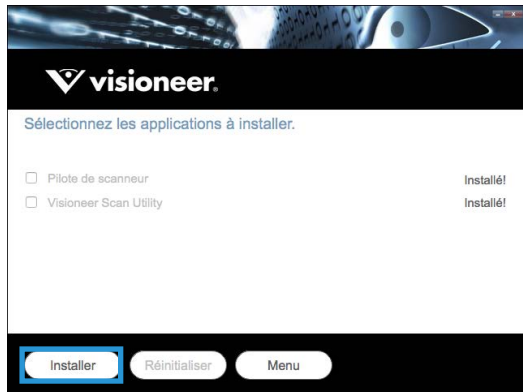 visioneer®
Sélectionnez les applications à installer.
Pilote de scanneur Installé!
Visioneer Scan Utility Installé!
Installer Réinitialiser Menu